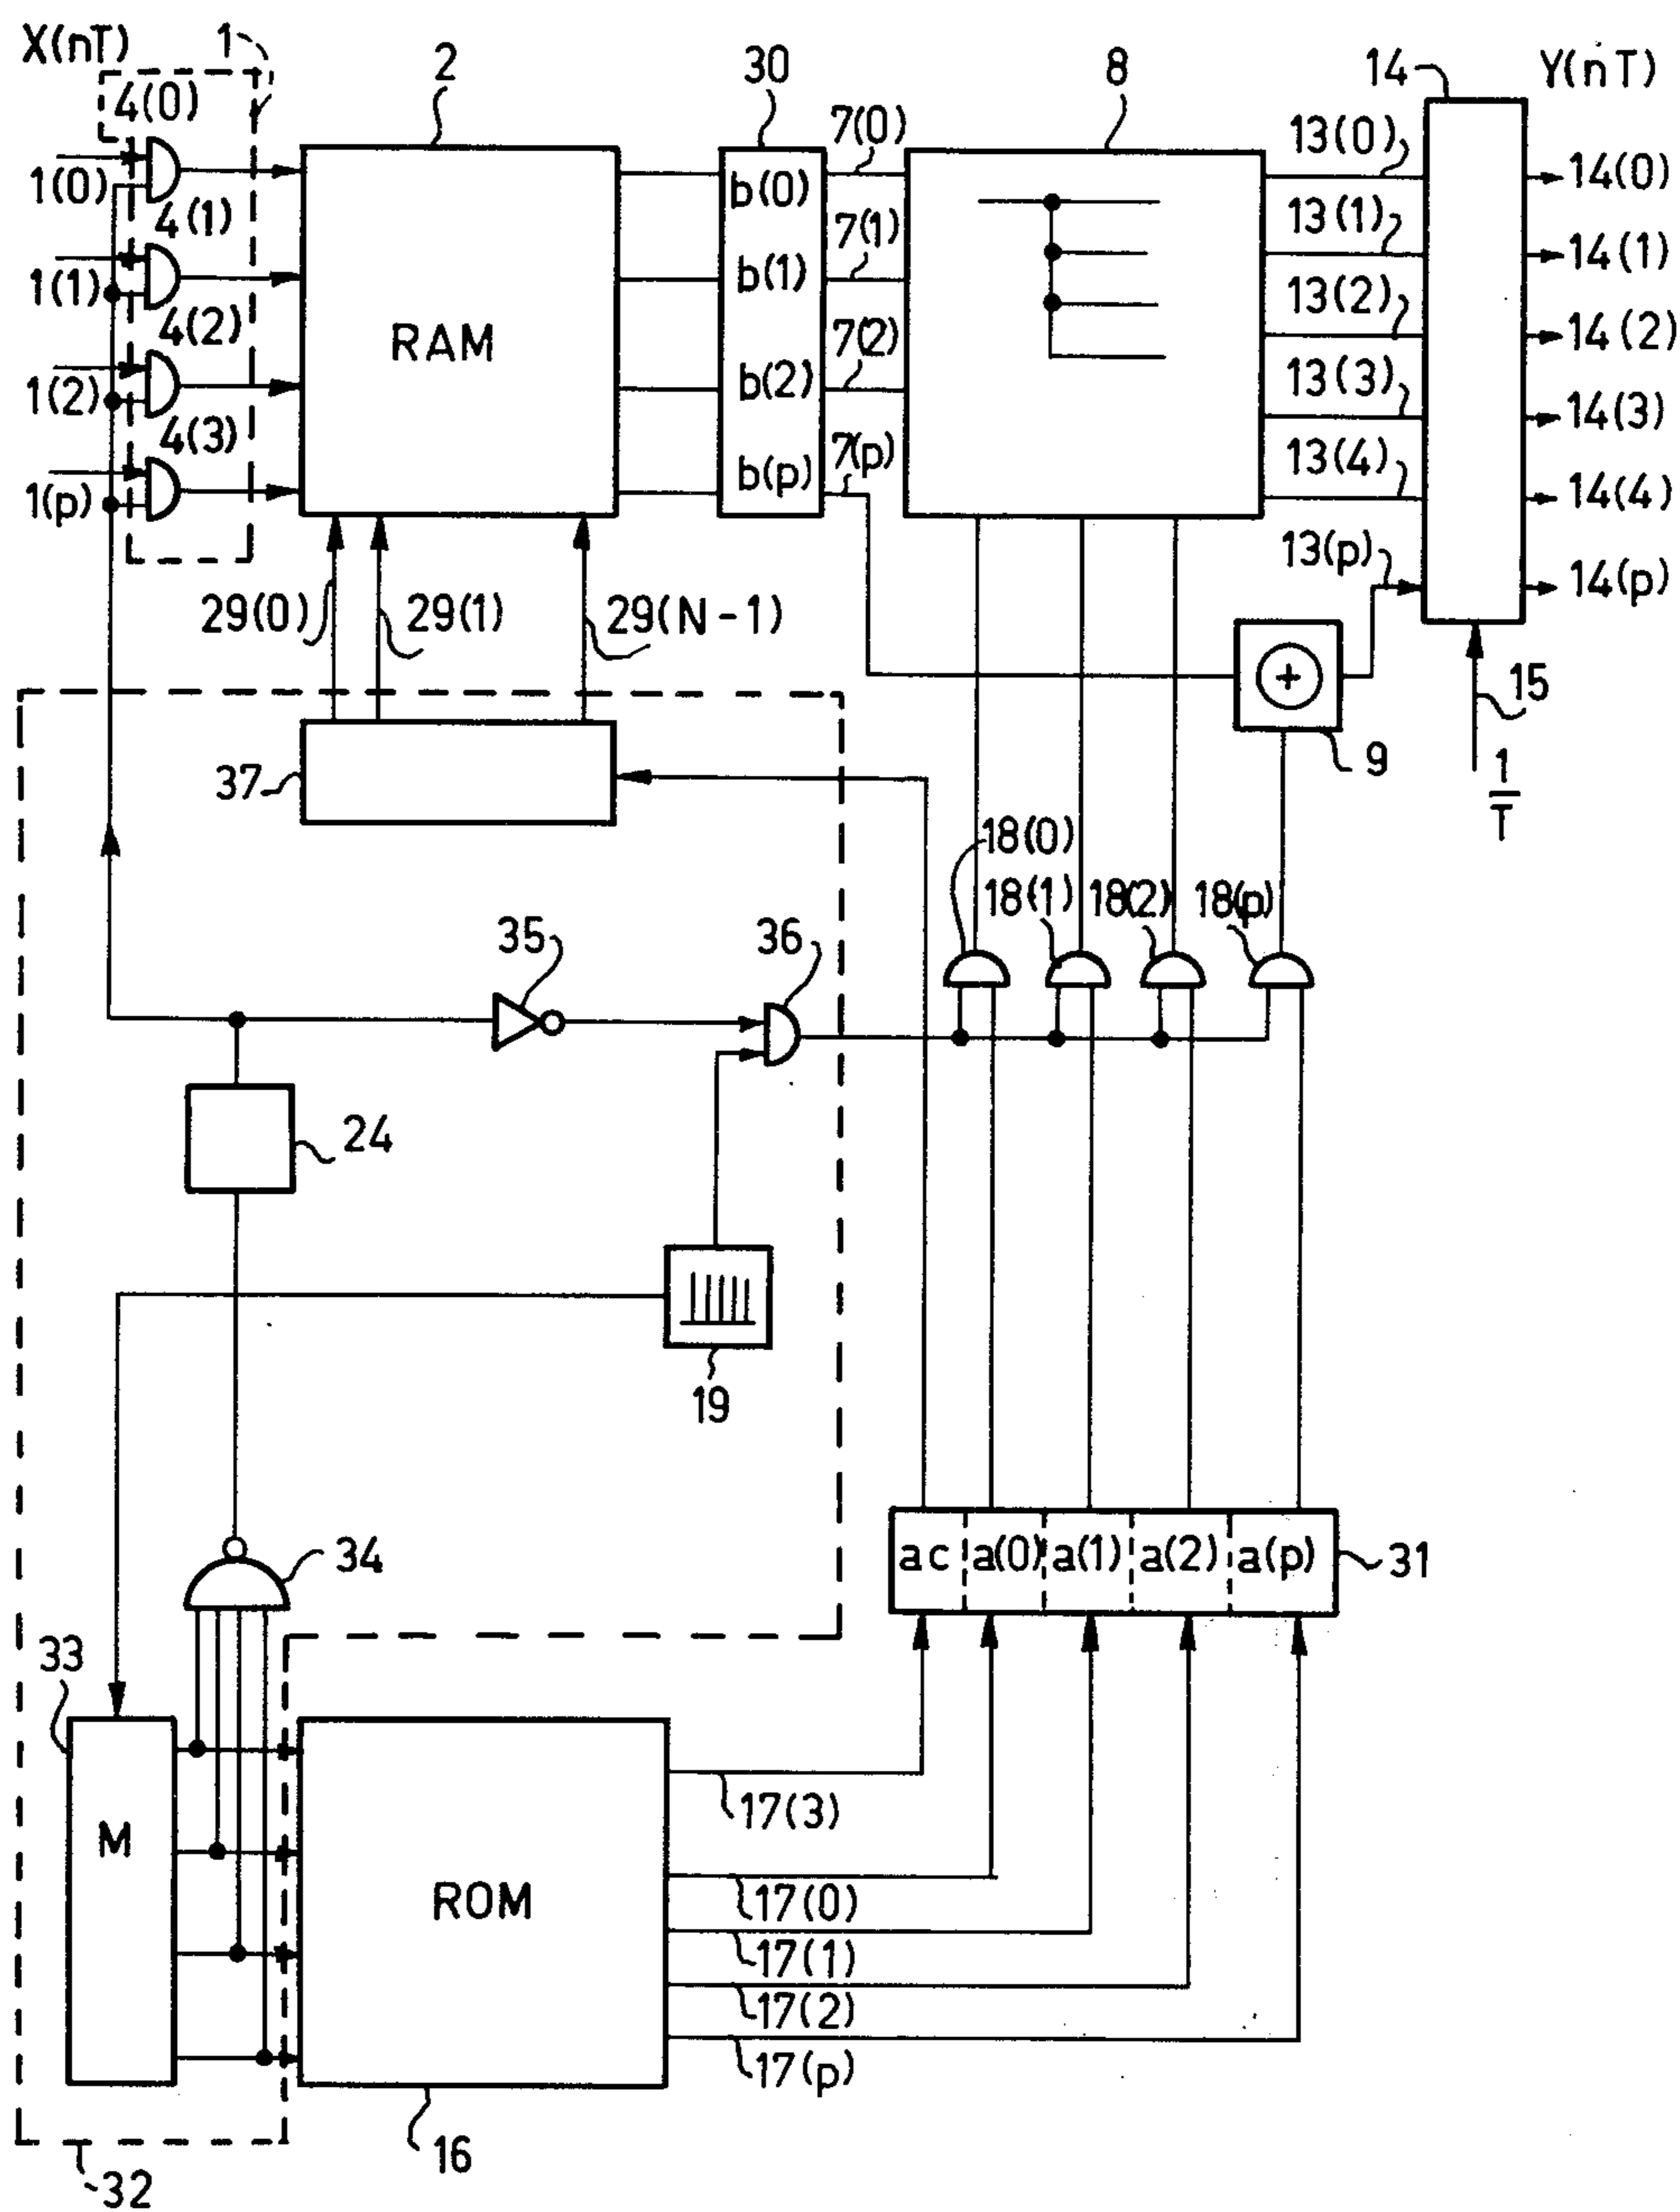 X(nT)
1
2
30
8
14
Y(nT)
4(0)
7(0)
13(0)
1(0)
b(0)
14(0)
4(1)
7(1)
13(1)
1(1)
b(1)
14(1)
4(2)
RAM
7(2)
13(2)
14(2)
1(2)
b(2)
13(3)
14(3)
4(3)
7(p)
13(4)
1(p)
b(p)
14(4)
13(p)
14(p)
29(0)
29(1)
29(N-1)
+
15
9
37
1
T
18(0)
18(1)
18(2)
18(p)
35
36
24
19
34
ac
a(0)
a(1)
a(2)
a(p)
31
33
17(3)
M
ROM
17(0)
17(1)
17(2)
17(p)
16
32